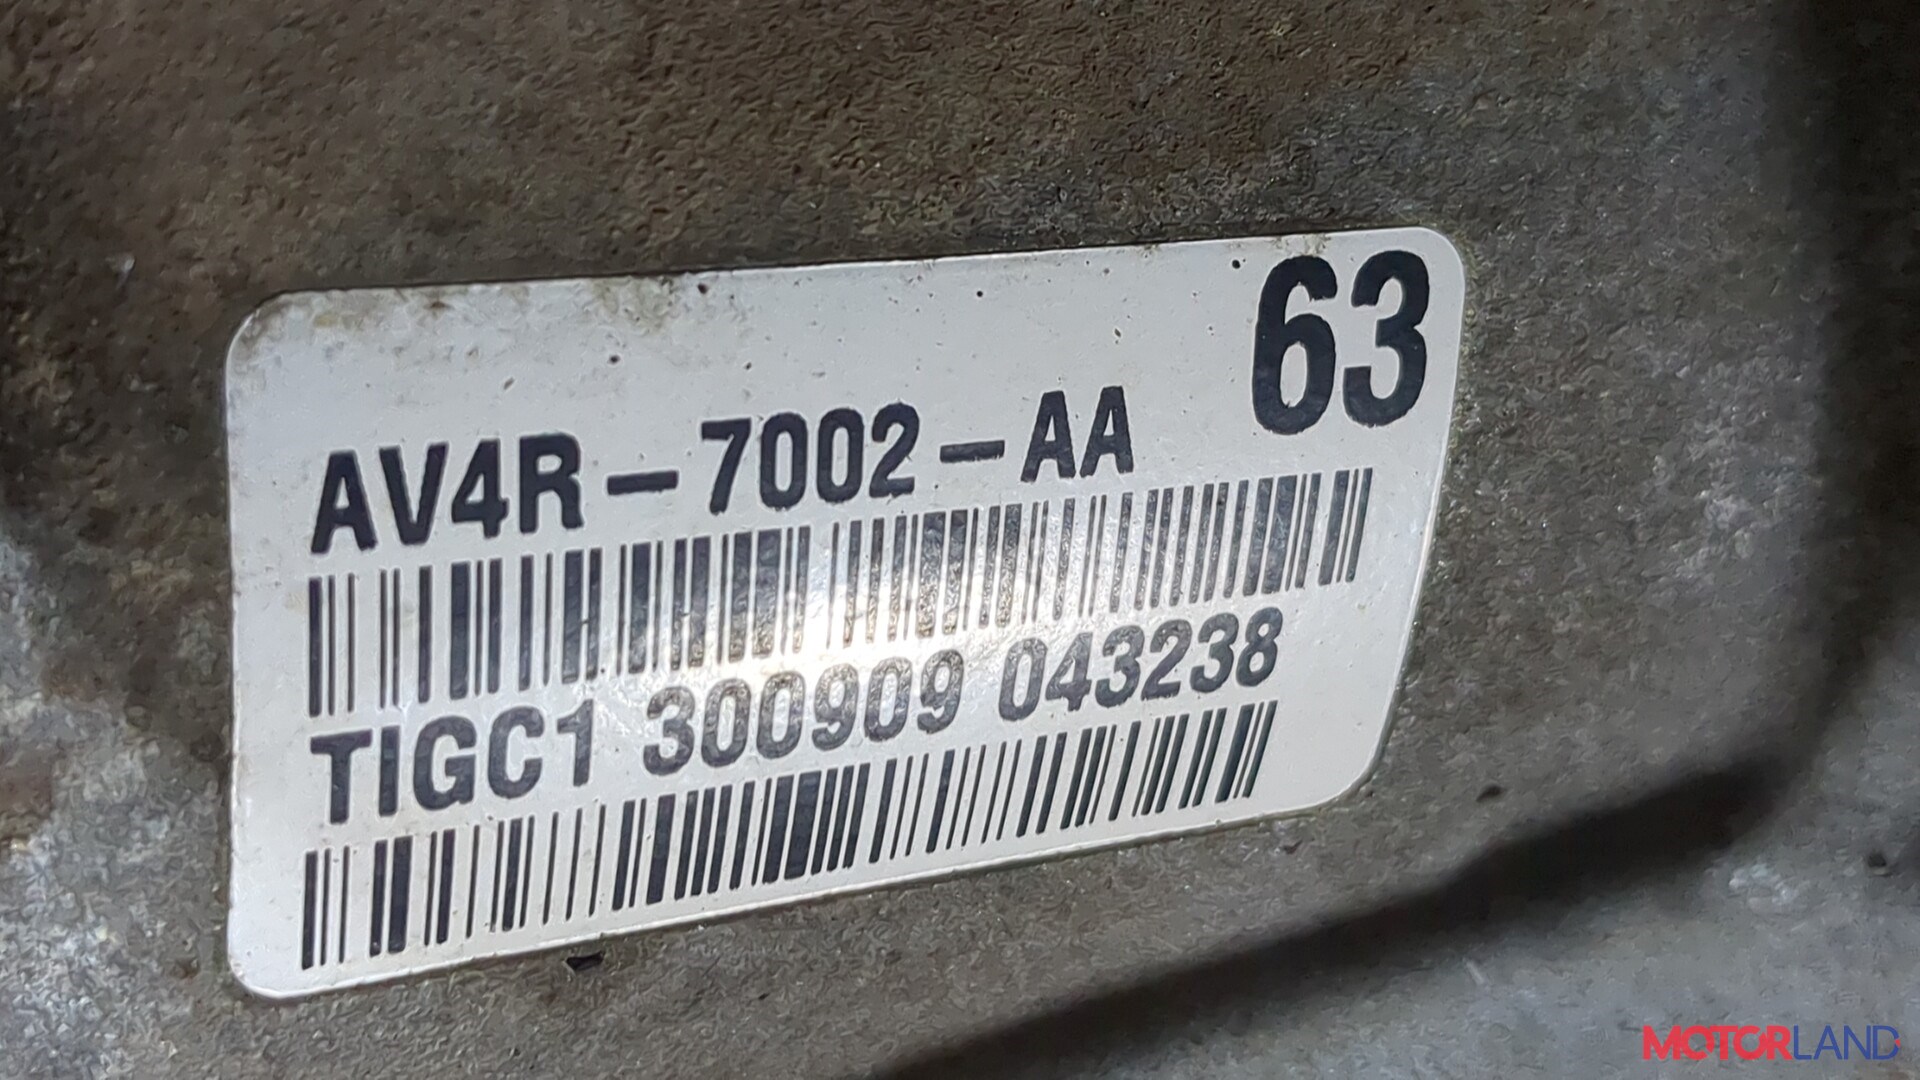 63
AV4R-7002-AA
TIGC1 300909 043238
MOTORLAND